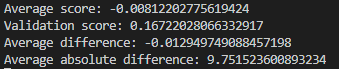 Average score: -0.00812202775619424
Validation score: 0.16722028066332917
Average difference: -0.012949749088457198
Average absolute difference: 9.751523600893234